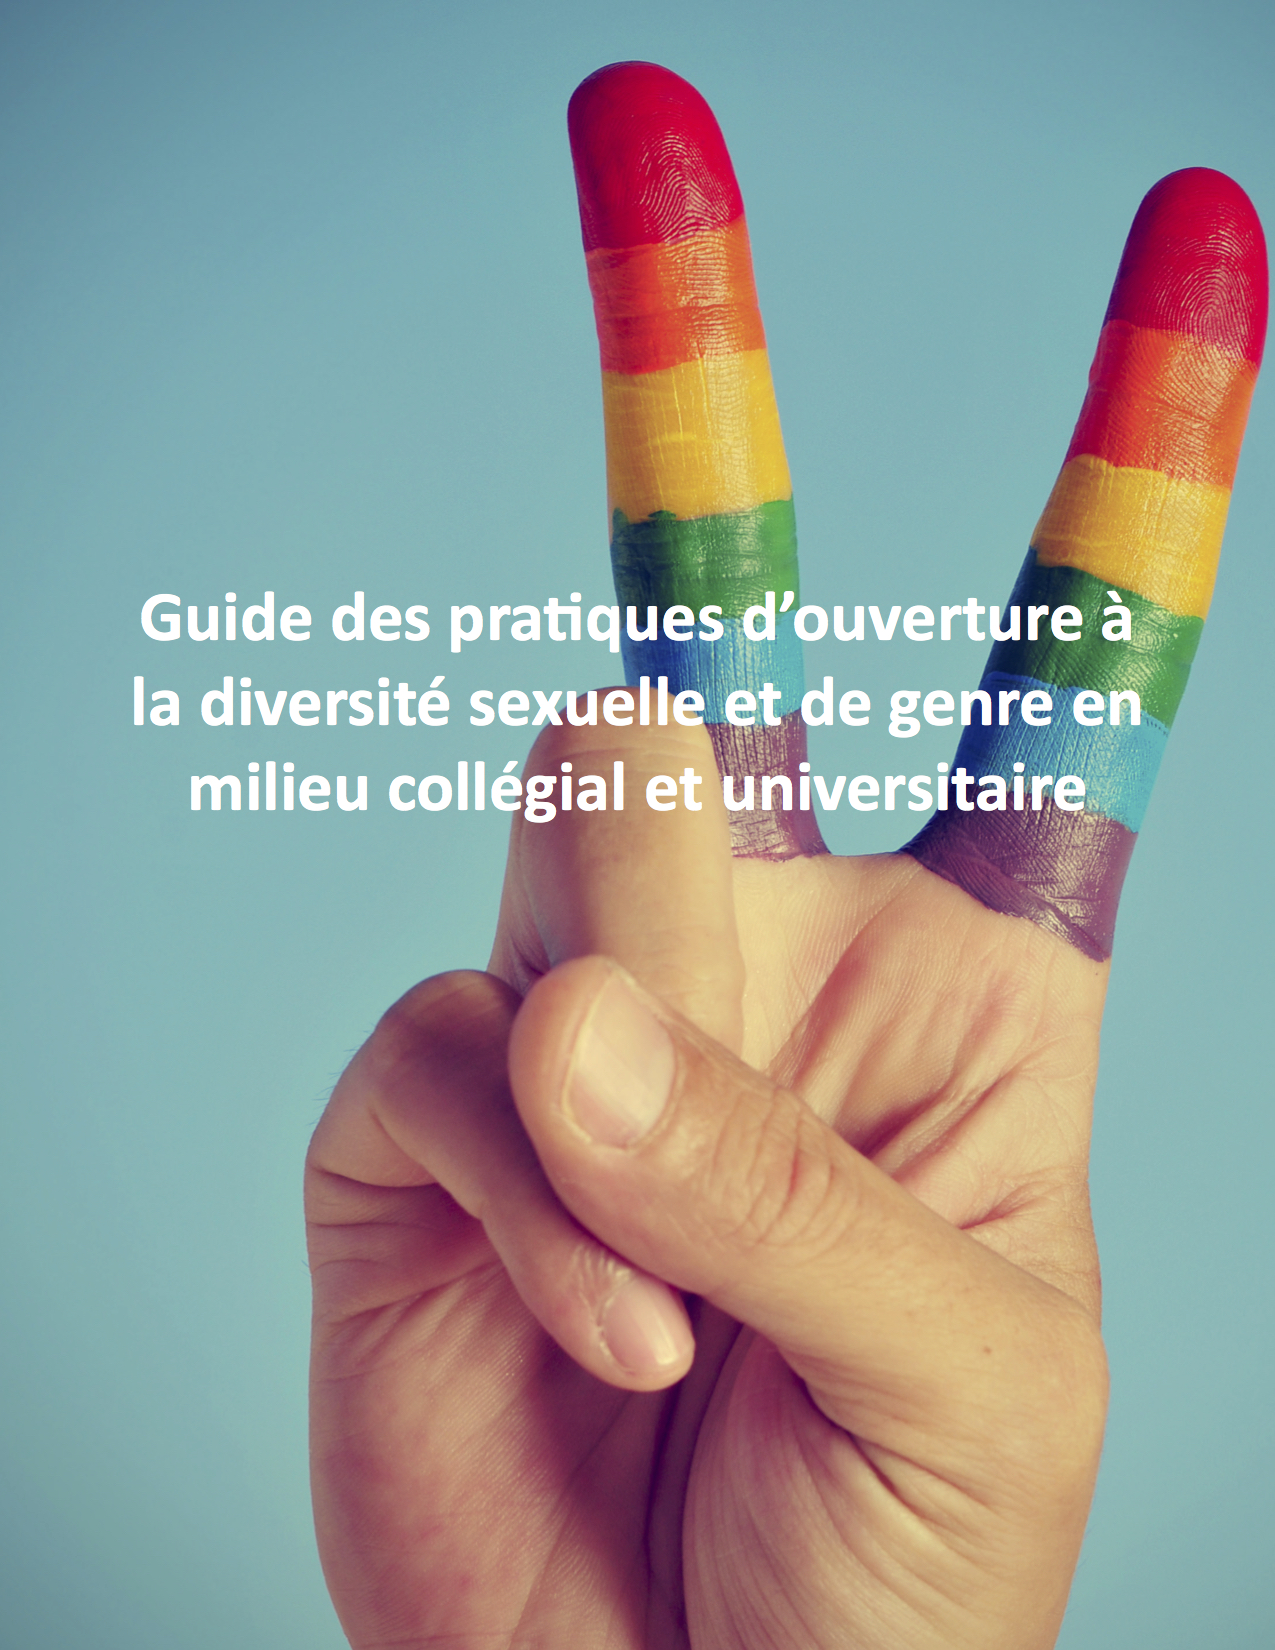 Guide des pratiques d’ouverture à
la diversité sexuelle et de genre en
milieu collégial et universitaire